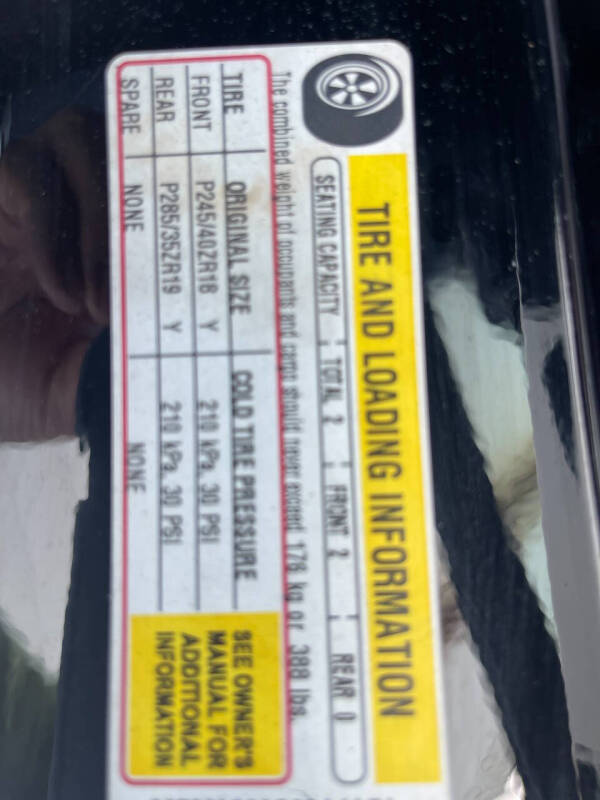 TIRE AND LOADING INFORMATION
SEATING CAPACITY TOTAL 2 FRONT 2 REAR 0
The combined weight of occupants and cargo should never exceed 176 kg or 388 lbs.
TIRE ORIGINAL SIZE COLD TIRE PRESSURE
FRONT P245/40ZR18 Y 210 kPa, 30 PSI
REAR P285/35ZR19 Y 210 kPa, 30 PSI
SPARE NONE NONE
SEE OWNER'S
MANUAL FOR
ADDITIONAL
INFORMATION